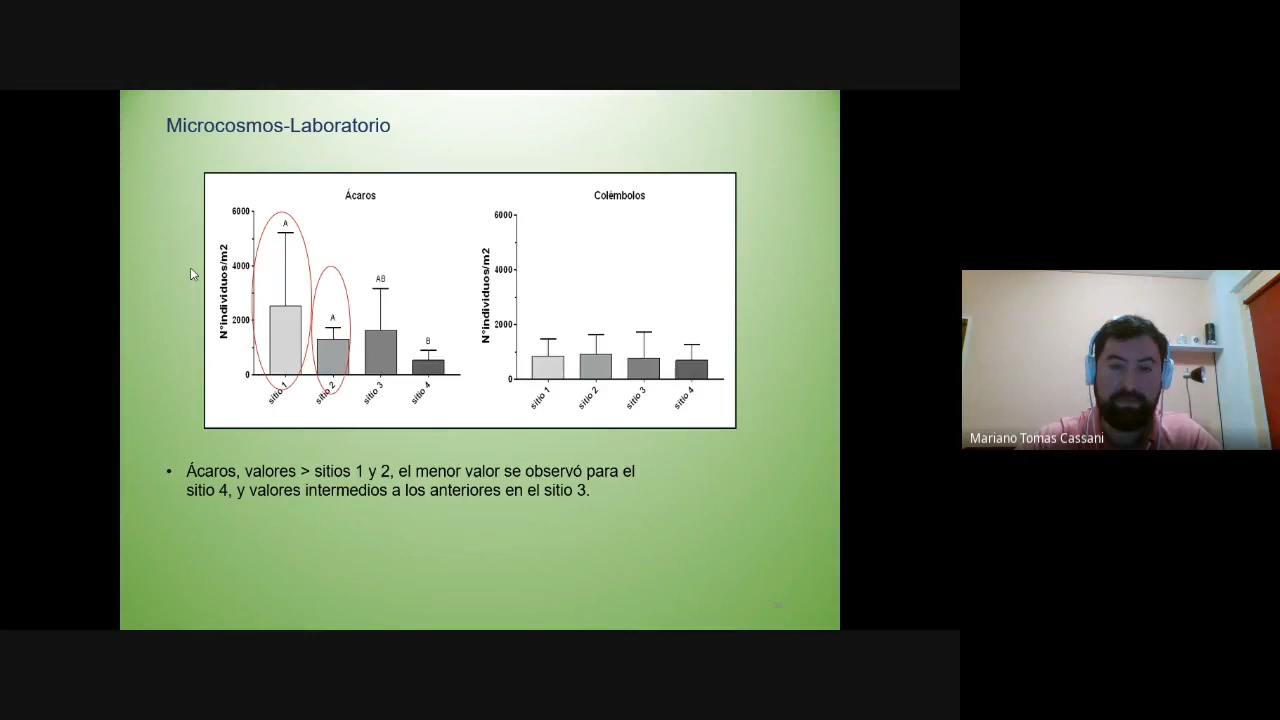 Microcosmos-Laboratorio
Ácaros
6000
4000
2000
0
N°individuos/m2
A
A
AB
B
sitio 1
sitio 2
sitio 3
sitio 4
Colémbolos
6000
4000
2000
0
N°individuos/m2
sitio 1
sitio 2
sitio 3
sitio 4
• Ácaros, valores > sitios 1 y 2, el menor valor se observó para el
sitio 4, y valores intermedios a los anteriores en el sitio 3.
Mariano Tomas Cassani